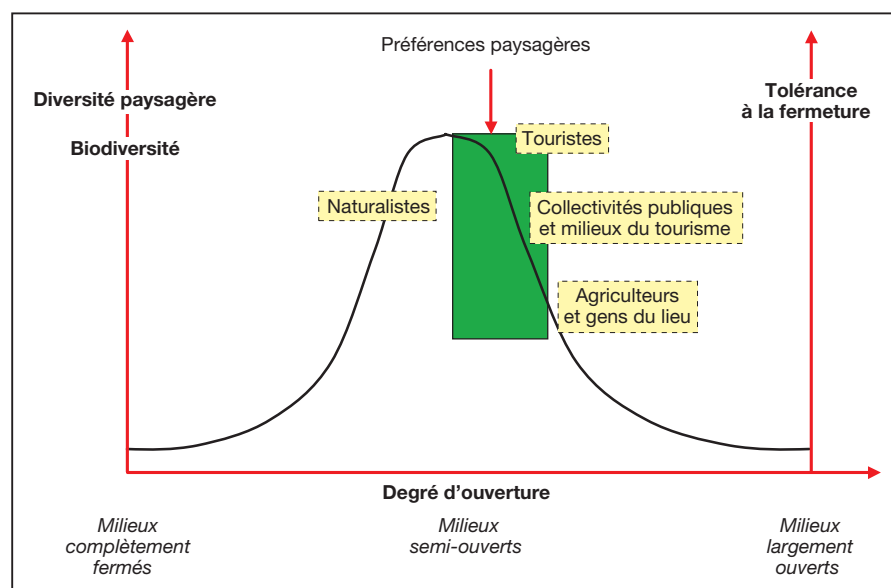 Préférences paysagères
Diversité paysagère
Biodiversité
Tolérance
à la fermeture
Touristes
Naturalistes
Collectivités publiques
et milieux du tourisme
Agriculteurs
et gens du lieu
Degré d’ouverture
Milieux
complètement
fermés
Milieux
semi-ouverts
Milieux
largement
ouverts